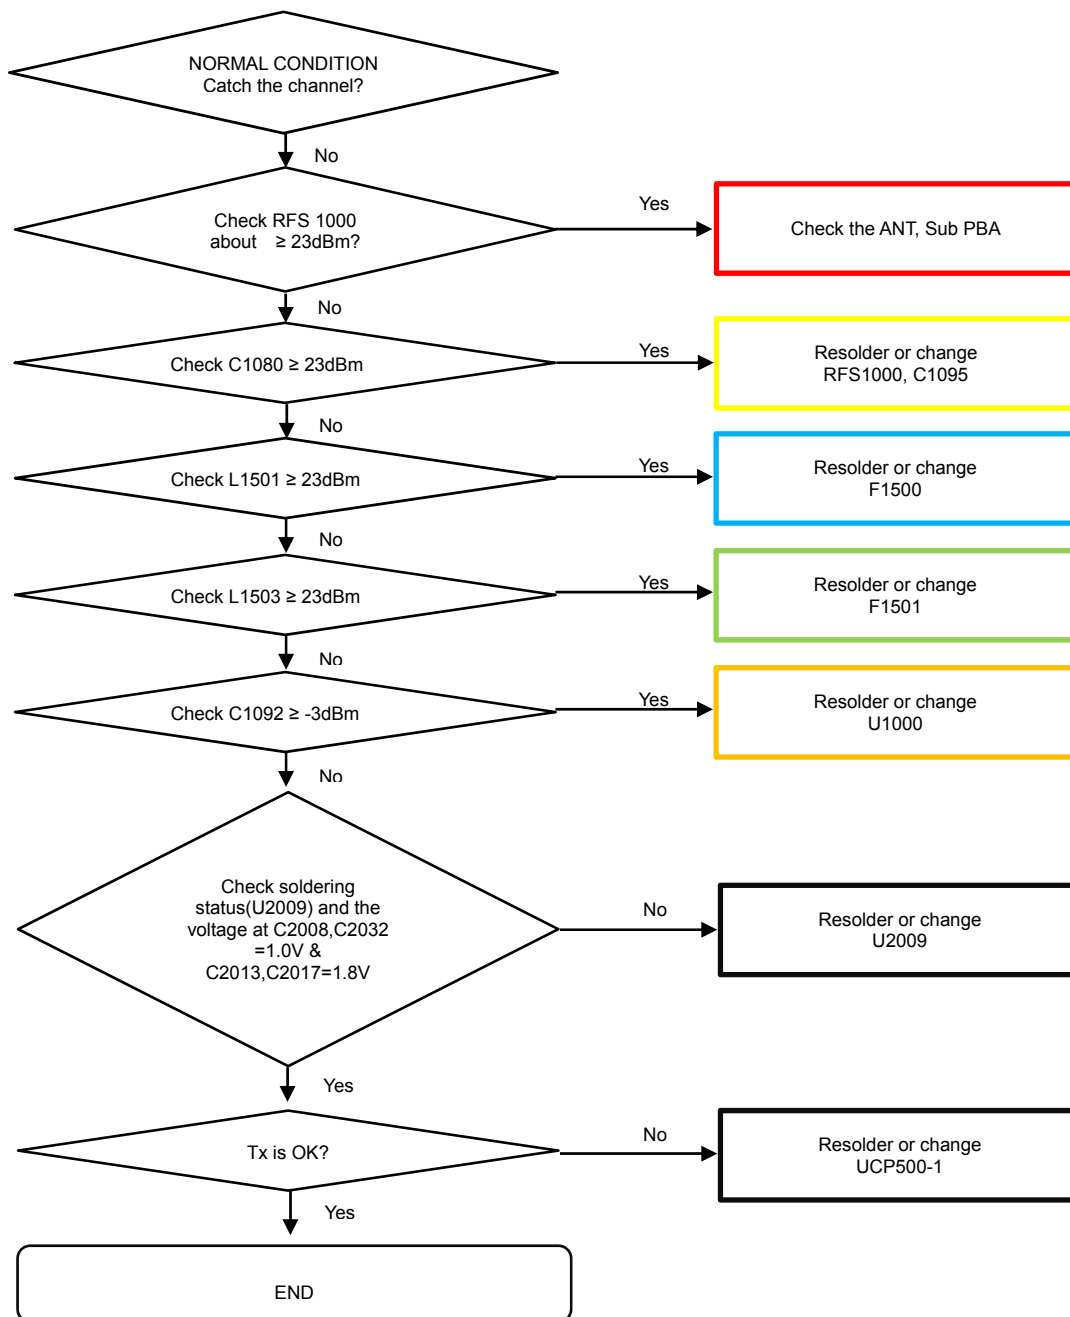 NORMAL CONDITION
Catch the channel?
No
Check RFS 1000
about ≥ 23dBm?
Yes
Check the ANT, Sub PBA
No
Check C1080 ≥ 23dBm
Yes
Resolder or change
RFS1000, C1095
No
Check L1501 ≥ 23dBm
Yes
Resolder or change
F1500
No
Check L1503 ≥ 23dBm
Yes
Resolder or change
F1501
No
Check C1092 ≥ -3dBm
Yes
Resolder or change
U1000
No
Check soldering
status(U2009) and the
voltage at C2008,C2032
=1.0V &
C2013,C2017=1.8V
No
Resolder or change
U2009
Yes
Tx is OK?
No
Resolder or change
UCP500-1
Yes
END